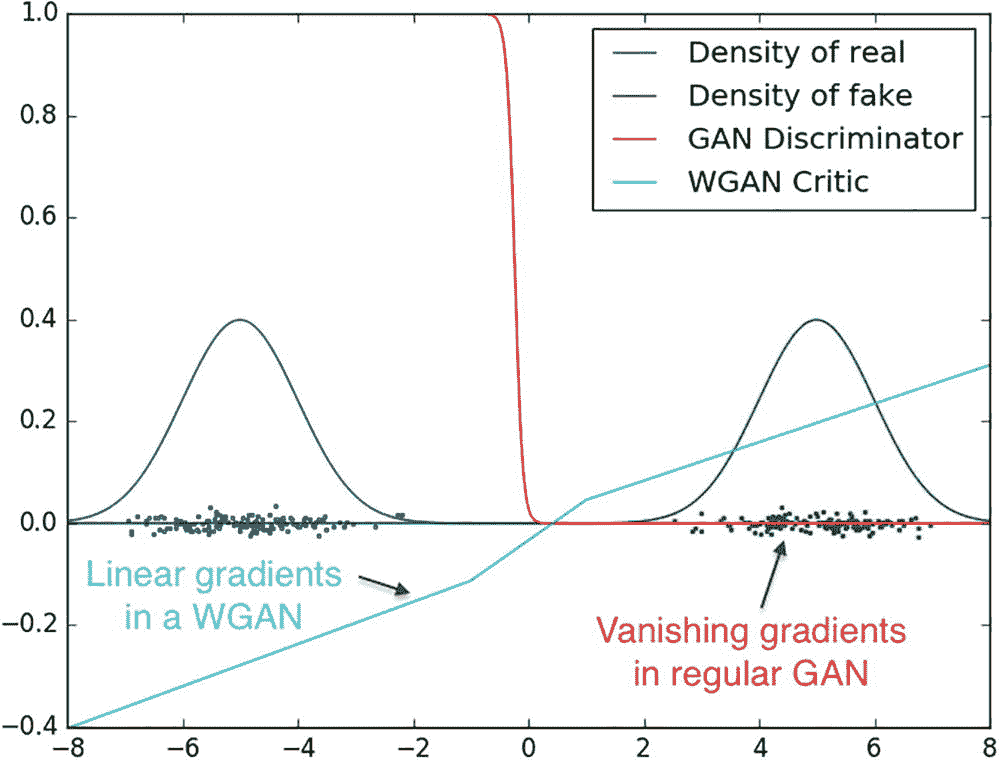 1.0
Density of real
Density of fake
GAN Discriminator
WGAN Critic
0.8
0.6
0.4
0.2
0.0
Linear gradients
in a WGAN
Vanishing gradients
in regular GAN
−0.2
−0.4
−8 −6 −4 −2 0 2 4 6 8